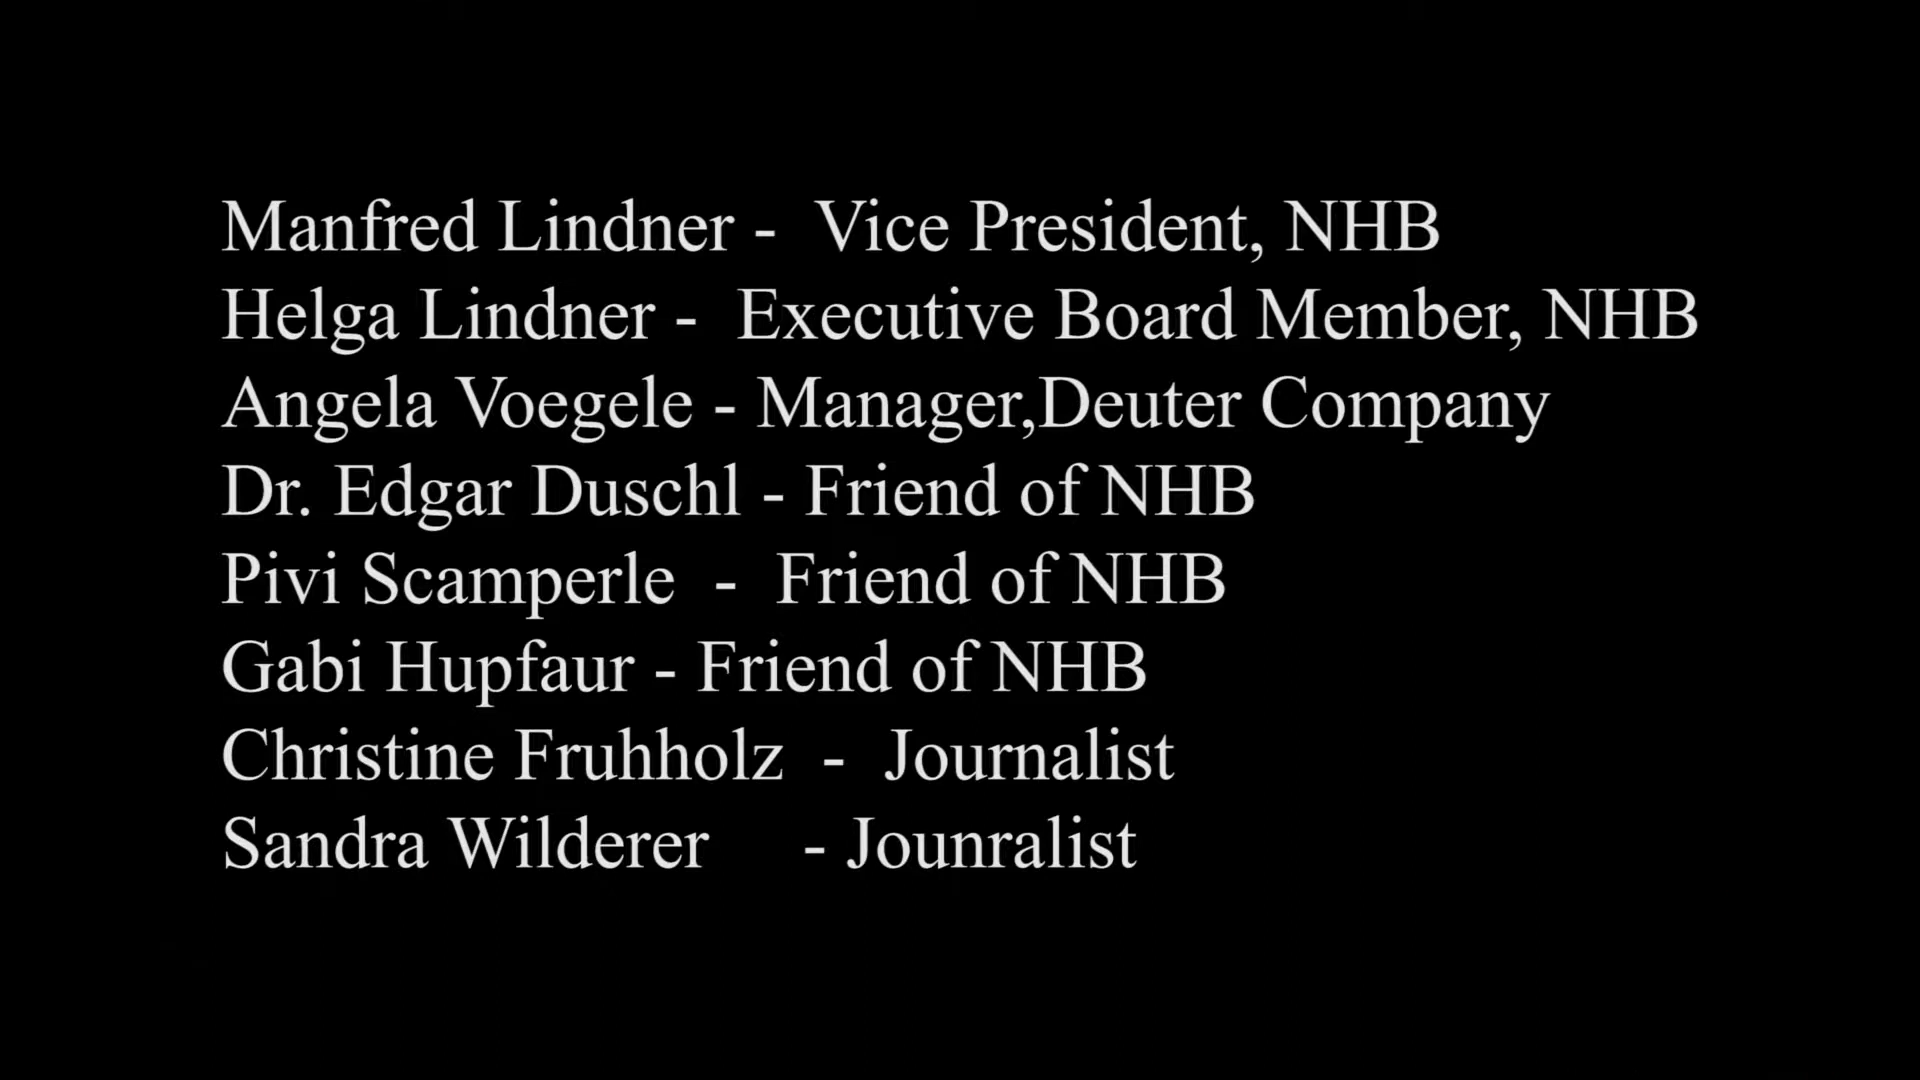 Manfred Lindner -  Vice President, NHB
Helga Lindner -  Executive Board Member, NHB
Angela Voegele - Manager,Deuter Company
Dr. Edgar Duschl - Friend of NHB
Pivi Scamperle  -  Friend of NHB
Gabi Hupfaur - Friend of NHB
Christine Fruhholz  -  Journalist
Sandra Wilderer     - Jounralist